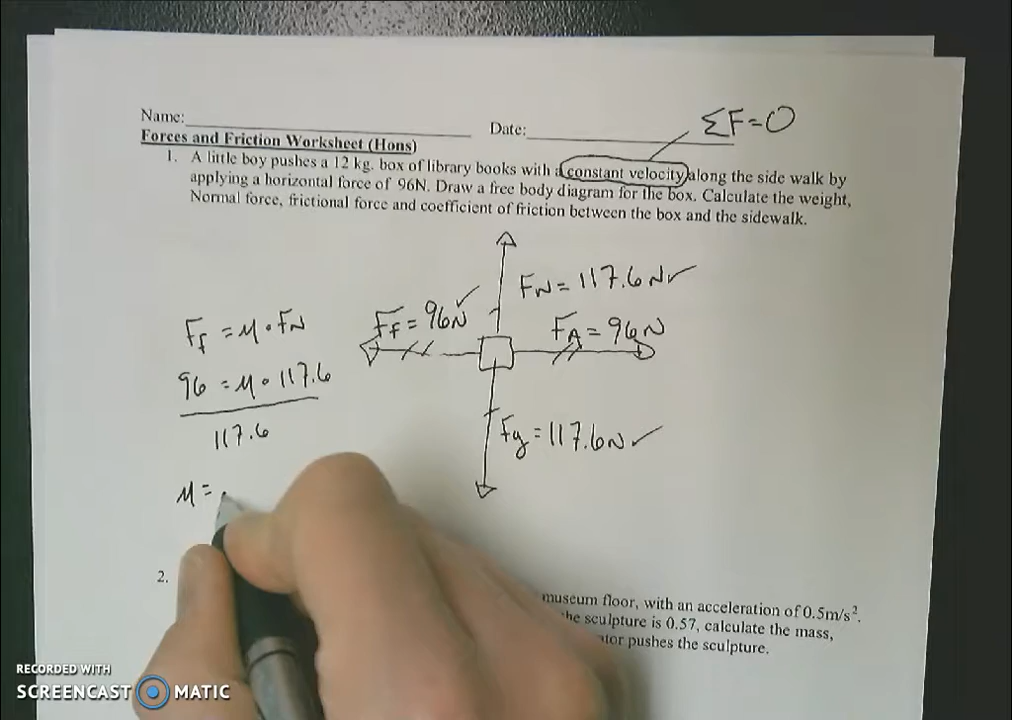 ΣF=0
Name:
Date:
Forces and Friction Worksheet (Hons)
1. A little boy pushes a 12 kg. box of library books with a constant velocity along the side walk by
applying a horizontal force of 96N. Draw a free body diagram for the box. Calculate the weight,
Normal force, frictional force and coefficient of friction between the box and the sidewalk.
FN = 117.6N✓
Ff = 96N ✓
FA = 96N
Ff = μ • FN
96 = μ • 117.6
117.6
Fg = 117.6N ✓
μ = .
2.
museum floor, with an acceleration of 0.5m/s².
the sculpture is 0.57, calculate the mass,
pushes the sculpture.
RECORDED WITH
SCREENCAST MATIC